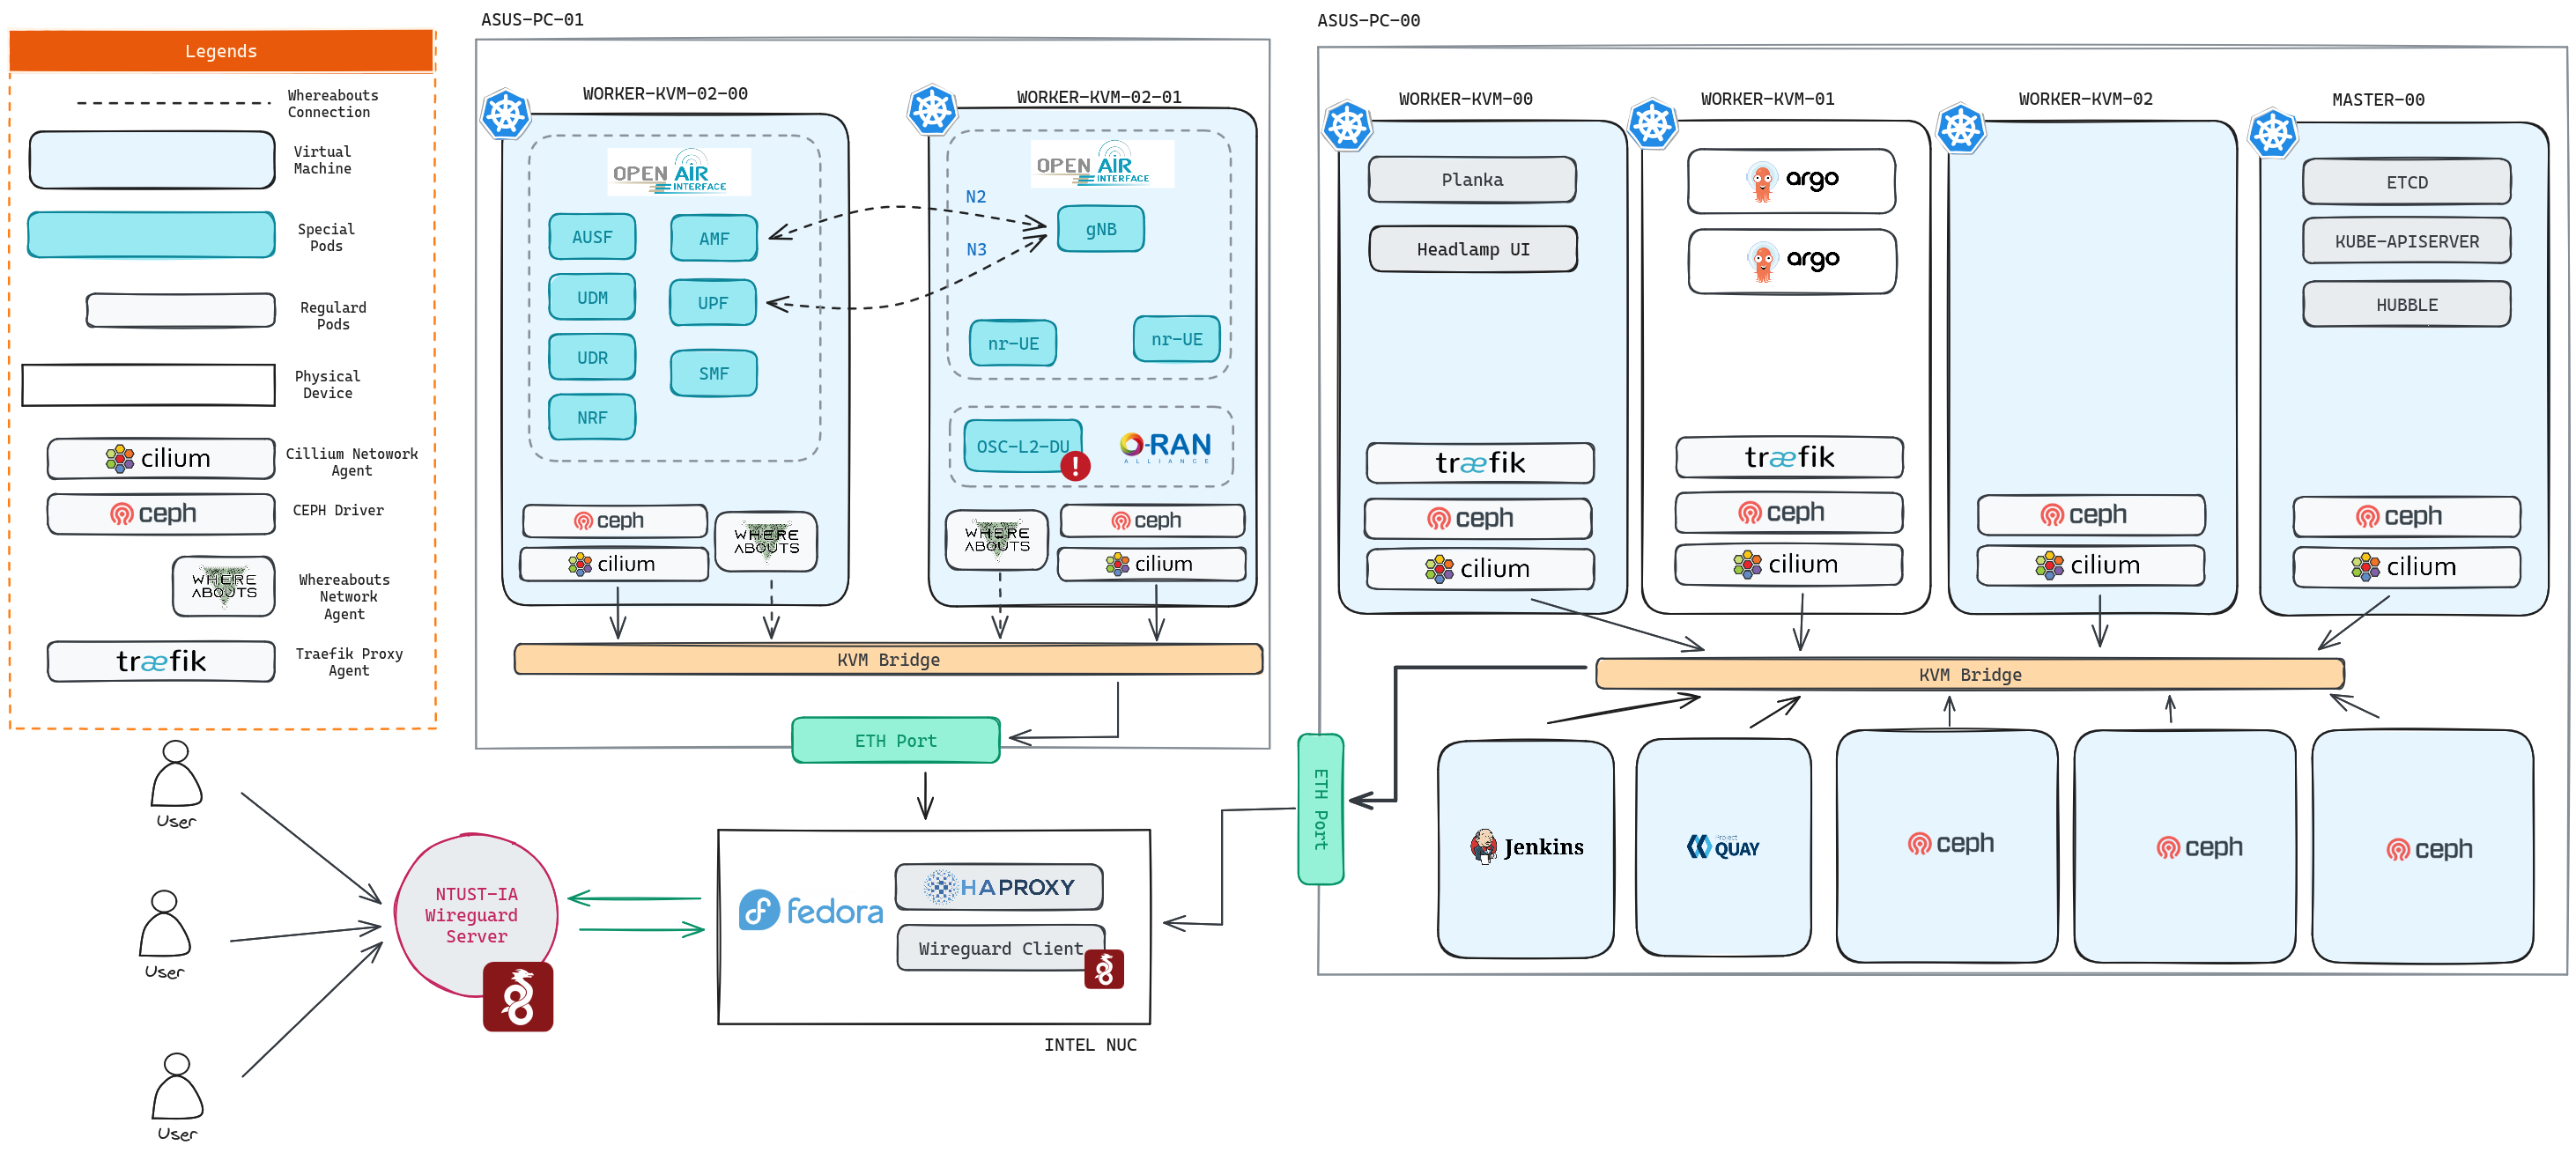 Legends
Whereabouts
Connection
Virtual
Machine
Special
Pods
Regulard
Pods
Physical
Device
cilium
Cillium Netowork
Agent
ceph
CEPH Driver
WHERE
ABOUTS
Whereabouts
Network
Agent
træfik
Traefik Proxy
Agent
ASUS-PC-01
WORKER-KVM-02-00
OPEN AIR
INTERFACE
AUSF
AMF
UDM
UPF
UDR
SMF
NRF
ceph
cilium
WHERE
ABOUTS
WORKER-KVM-02-01
OPEN AIR
INTERFACE
N2
N3
gNB
nr-UE
nr-UE
OSC-L2-DU
!
O-RAN
ALLIANCE
WHERE
ABOUTS
ceph
cilium
KVM Bridge
ETH Port
ASUS-PC-00
WORKER-KVM-00
Planka
Headlamp UI
træfik
ceph
cilium
WORKER-KVM-01
argo
argo
træfik
ceph
cilium
WORKER-KVM-02
ceph
cilium
MASTER-00
ETCD
KUBE-APISERVER
HUBBLE
ceph
cilium
KVM Bridge
ETH Port
Jenkins
Project
QUAY
ceph
ceph
ceph
User
User
User
NTUST-IA
Wireguard
Server
fedora
HAPROXY
Wireguard Client
INTEL NUC